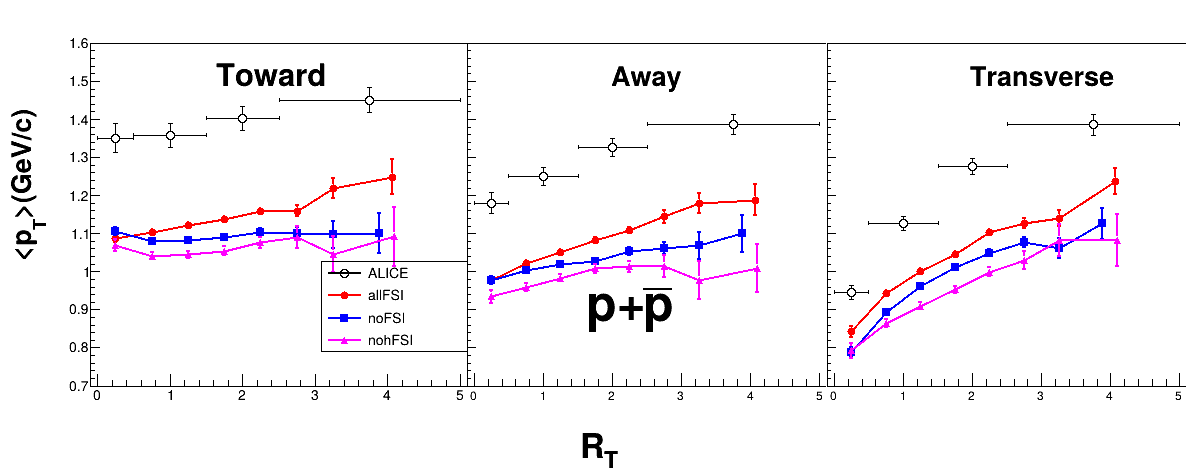 Toward
Away
Transverse
<p_T>(GeV/c)
1.6
1.5
1.4
1.3
1.2
1.1
1
0.9
0.8
0.7
ALICE
allFSI
noFSI
nohFSI
p+p̅
0 1 2 3 4 5
0 1 2 3 4 5
0 1 2 3 4 5
R_T